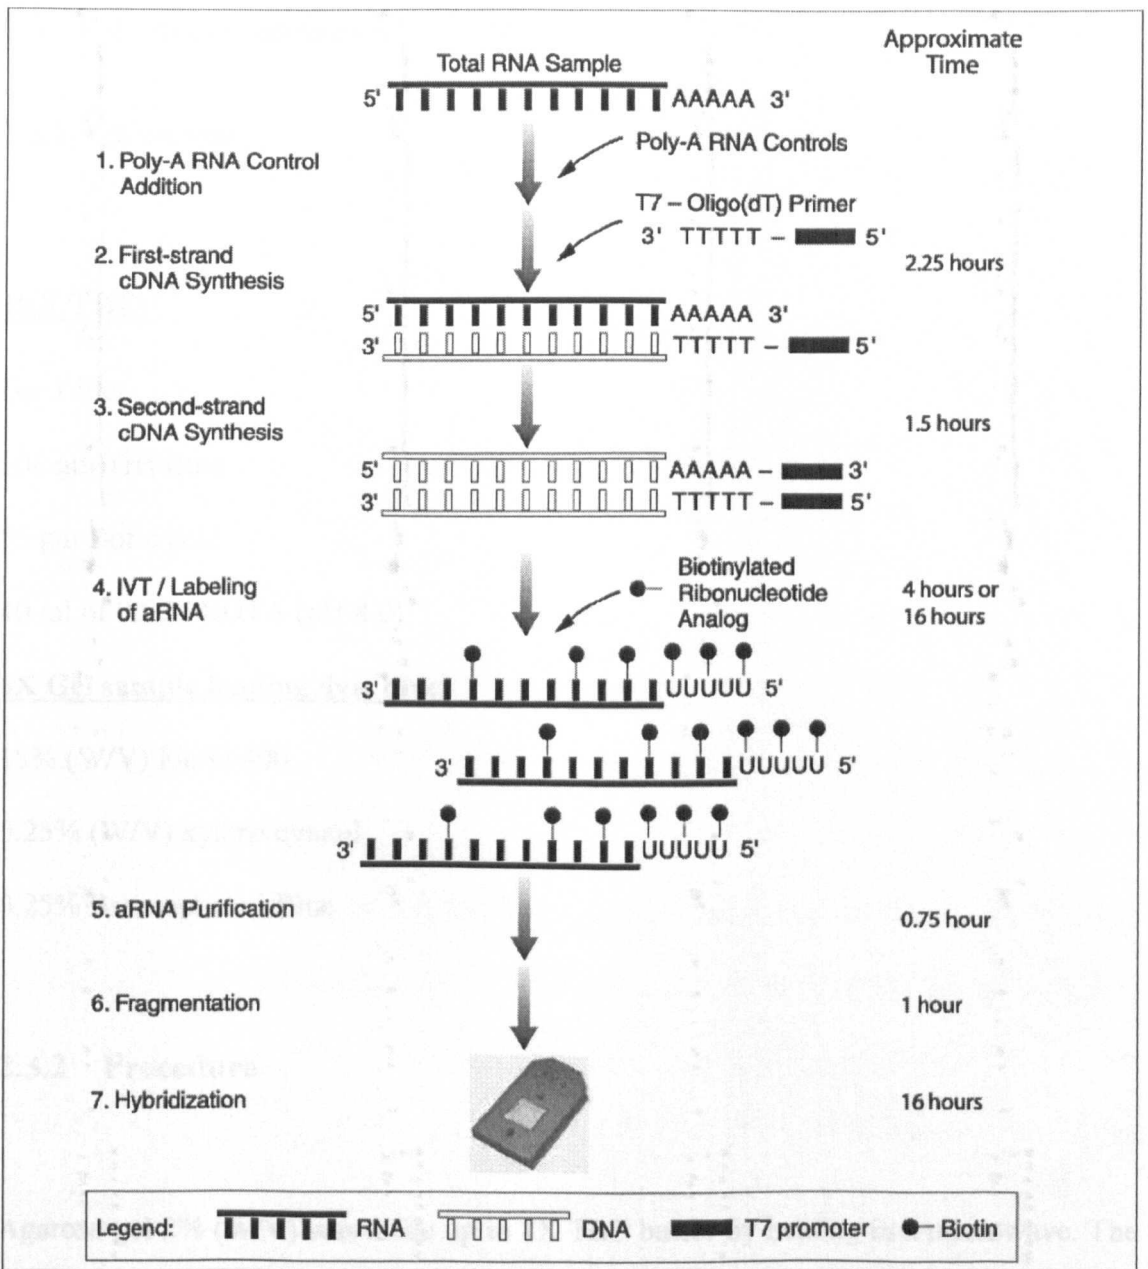 Approximate
Time
Total RNA Sample
5' AAAAA 3'
Poly-A RNA Controls
1. Poly-A RNA Control
Addition
T7 – Oligo(dT) Primer
3' TTTTT – 5'
2. First-strand
cDNA Synthesis
2.25 hours
5' AAAAA 3'
3' TTTTT – 5'
3. Second-strand
cDNA Synthesis
1.5 hours
5' AAAAA – 3'
3' TTTTT – 5'
4. IVT / Labeling
of aRNA
Biotinylated
Ribonucleotide
Analog
4 hours or
16 hours
3' UUUUU 5'
3' UUUUU 5'
3' UUUUU 5'
5. aRNA Purification
0.75 hour
6. Fragmentation
1 hour
7. Hybridization
16 hours
Legend: RNA DNA T7 promoter Biotin